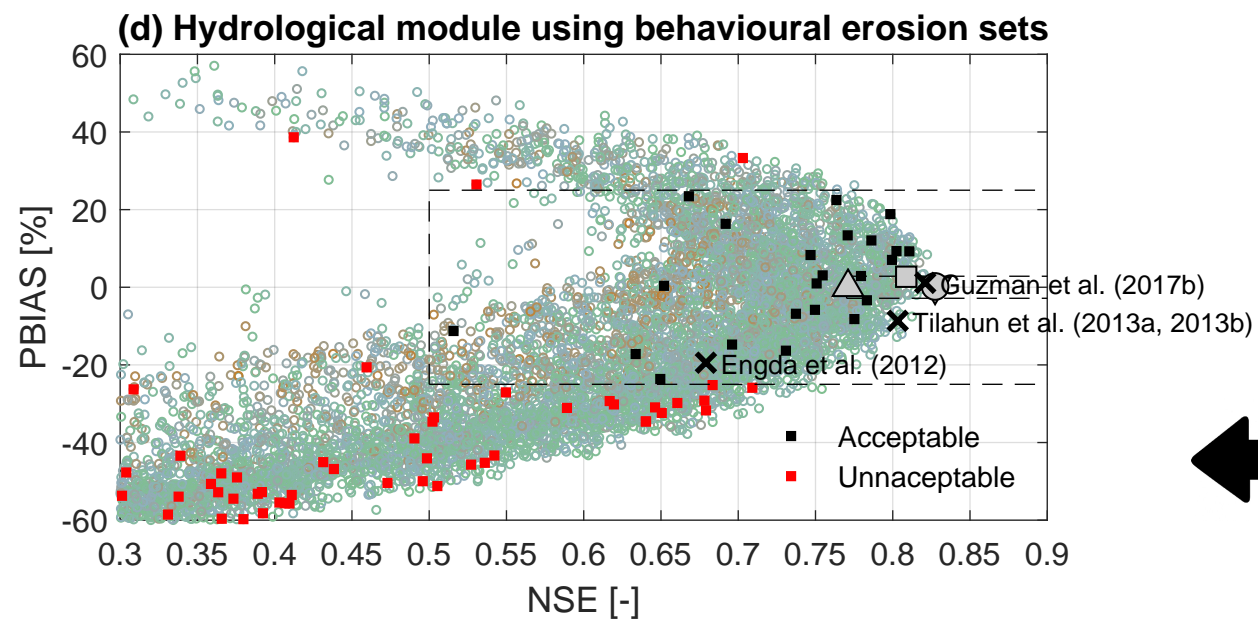 (d) Hydrological module using behavioural erosion sets
60
40
20
0
-20
-40
-60
PBIAS [%]
Guzman et al. (2017b)
Tilahun et al. (2013a, 2013b)
Engda et al. (2012)
Acceptable
Unnaceptable
0.3 0.35 0.4 0.45 0.5 0.55 0.6 0.65 0.7 0.75 0.8 0.85 0.9
NSE [-]